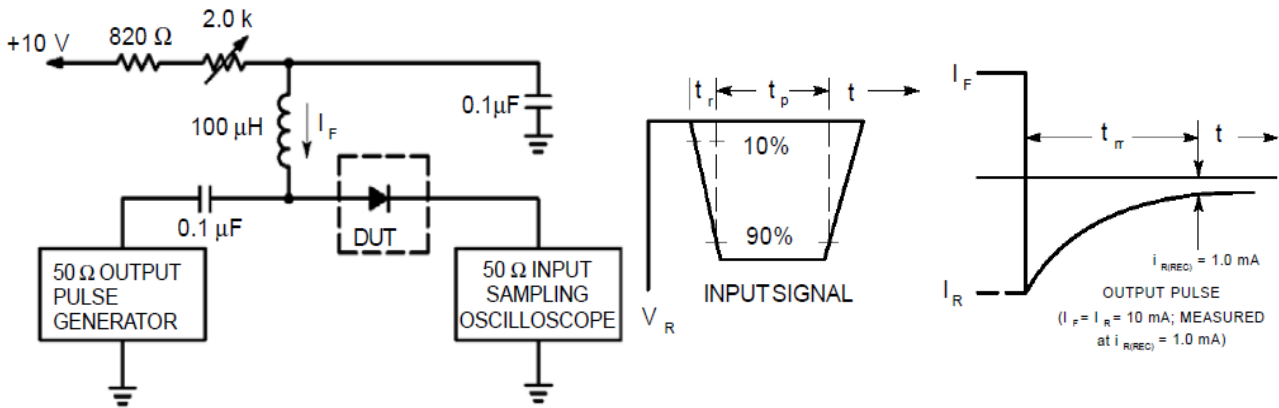 +10 V
820 Ω
2.0 k
100 µH
I F
0.1µF
0.1 µF
DUT
50 Ω OUTPUT
PULSE
GENERATOR
50 Ω INPUT
SAMPLING
OSCILLOSCOPE
t r
t p
t
10%
90%
V R
INPUT SIGNAL
I F
t rr
t
I R
i R(REC) = 1.0 mA
OUTPUT PULSE
(I F = I R = 10 mA; MEASURED
at i R(REC) = 1.0 mA)